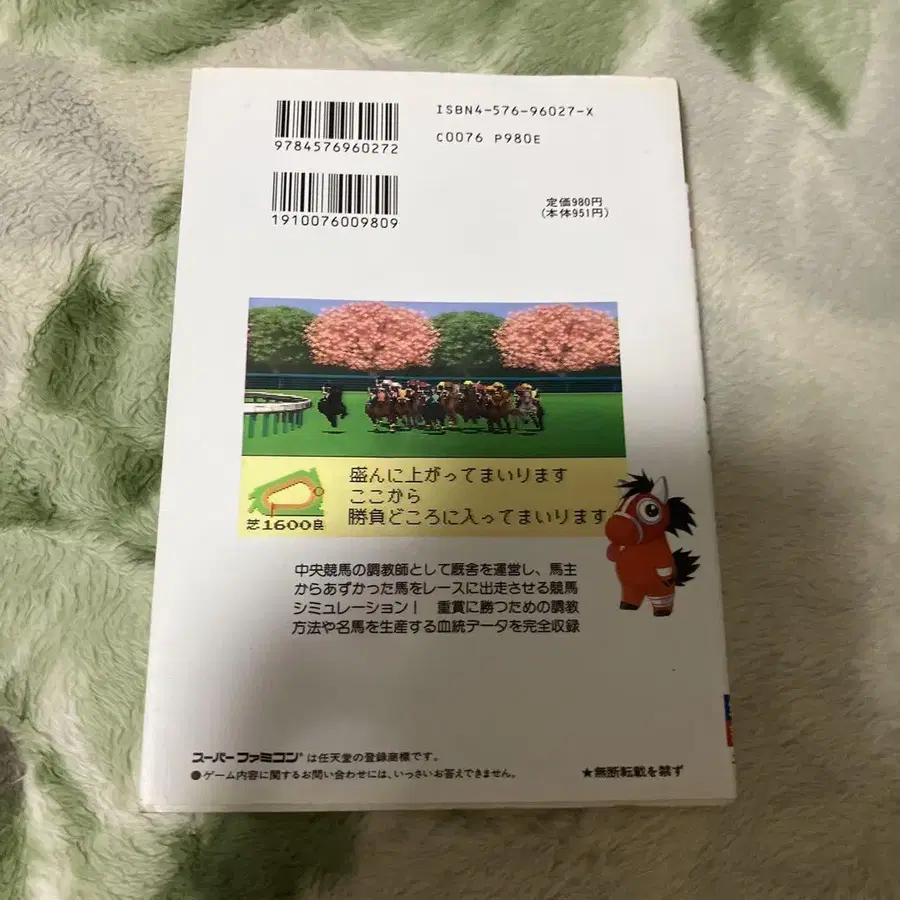 ISBN4-576-96027-X
C0076 P980E
9784576960272
1910076009809
定価980円
(本体951円)
盛んに上がってまいります
ここから
勝負どころに入ってまいります
芝1600良
中央競馬の調教師として厩舎を運営し、馬主
からあずかった馬をレースに出走させる競馬
シミュレーション! 重賞に勝つための調教
方法や名馬を生産する血統データを完全収録
スーパーファミコン®は任天堂の登録商標です。
●ゲーム内容に関するお問い合わせには、いっさいお答えできません。
★無断転載を禁ず